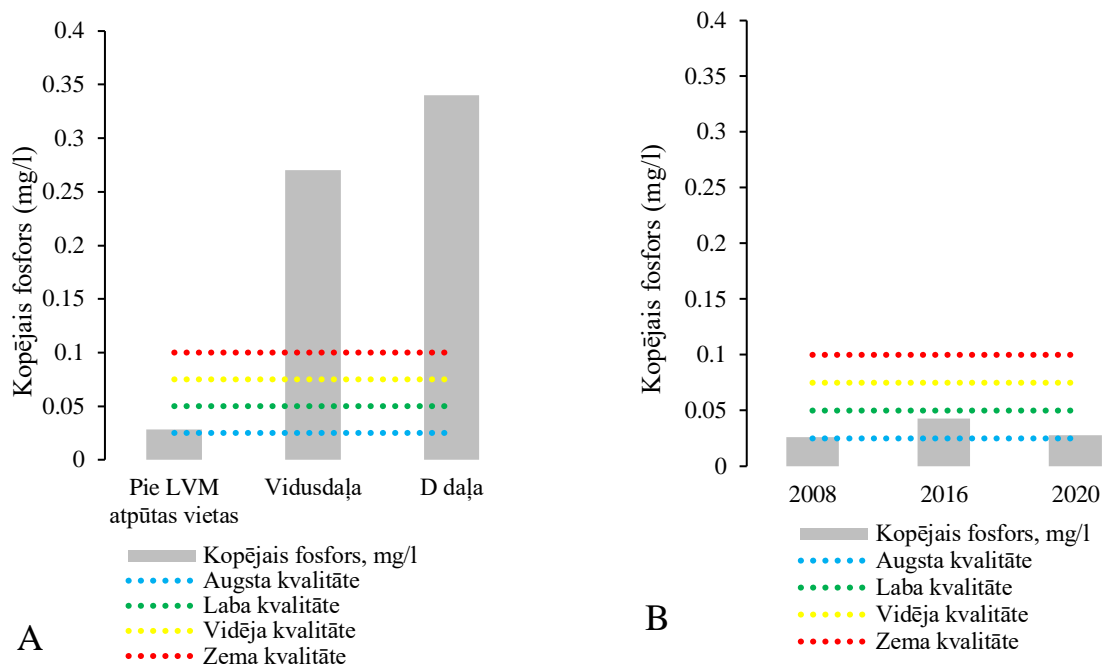 Kopējais fosfors (mg/l)
0.4
0.35
0.3
0.25
0.2
0.15
0.1
0.05
0
Pie LVM
atpūtas vietas
Vidusdaļa
D daļa
Kopējais fosfors, mg/l
Augsta kvalitāte
Laba kvalitāte
Vidēja kvalitāte
Zema kvalitāte
A
Kopējais fosfors (mg/l)
0.4
0.35
0.3
0.25
0.2
0.15
0.1
0.05
0
2008
2016
2020
Kopējais fosfors, mg/l
Augsta kvalitāte
Laba kvalitāte
Vidēja kvalitāte
Zema kvalitāte
B